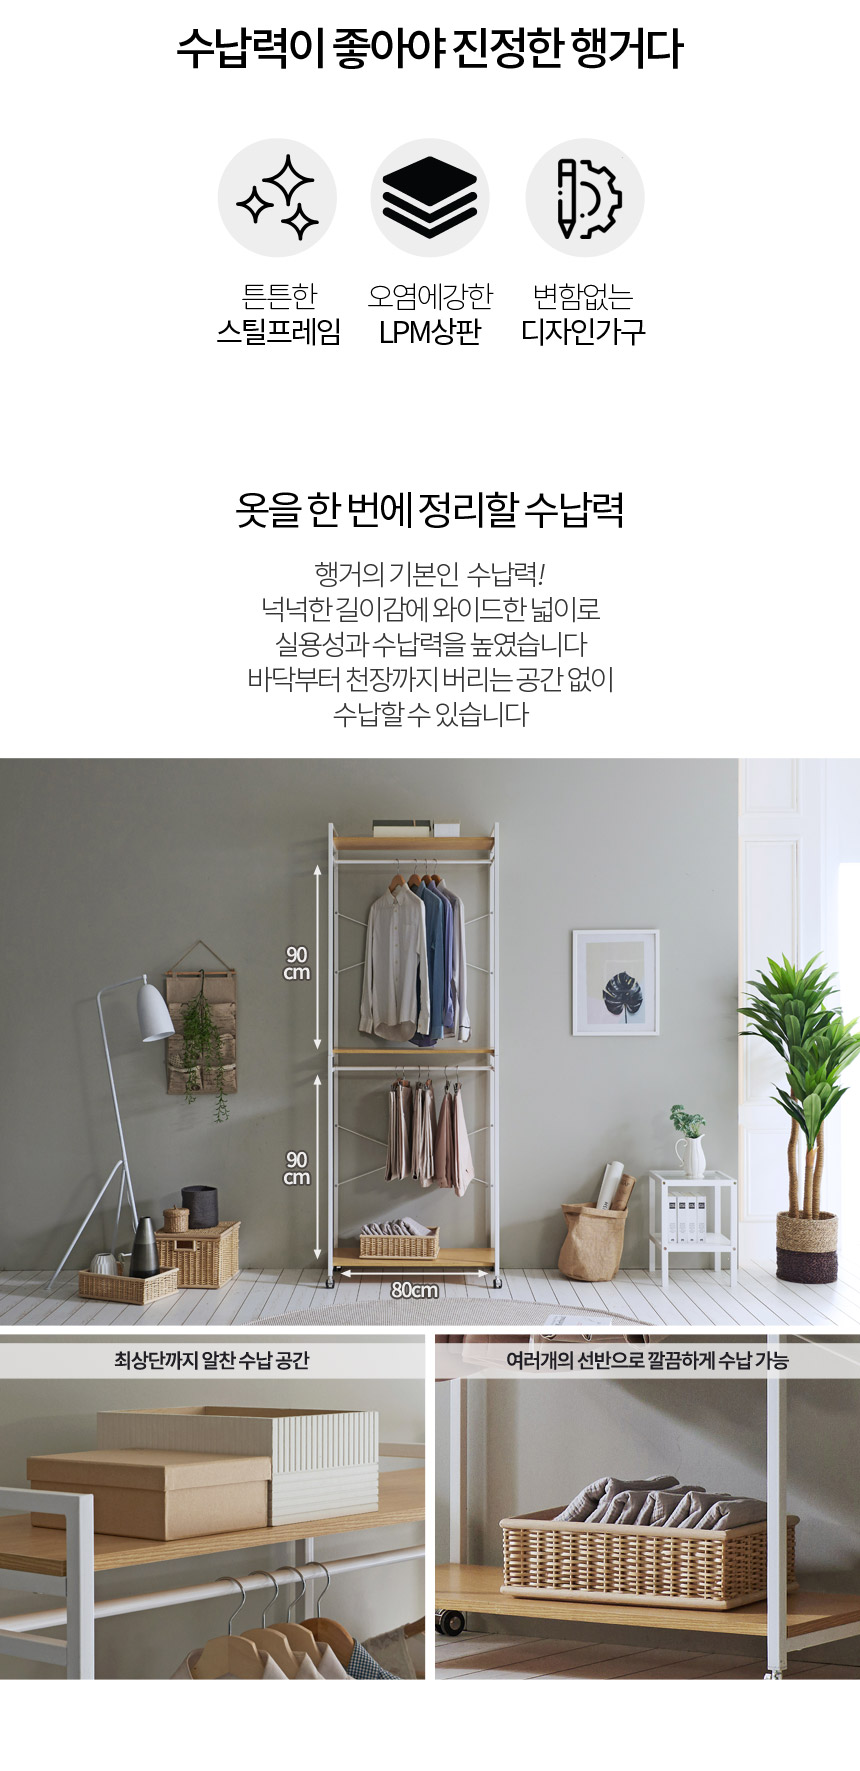 수납력이 좋아야 진정한 행거다
튼튼한
스틸프레임
오염에강한
LPM상판
변함없는
디자인가구
옷을 한 번에 정리할 수납력
행거의 기본인 수납력!
넉넉한 길이감에 와이드한 넓이로
실용성과 수납력을 높였습니다
바닥부터 천장까지 버리는 공간 없이
수납할 수 있습니다
90
cm
90
cm
80cm
최상단까지 알찬 수납 공간
여러개의 선반으로 깔끔하게 수납 가능